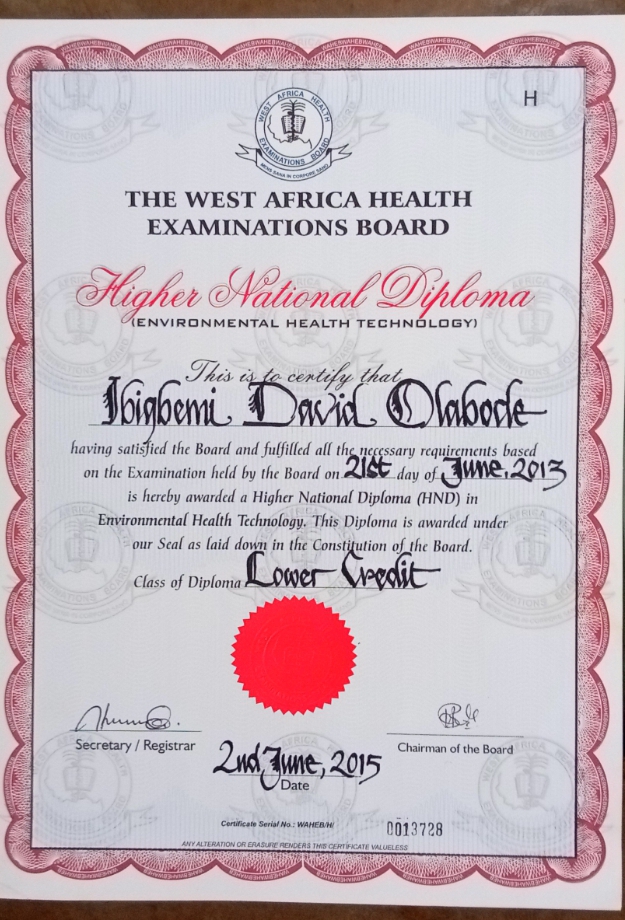 H
WEST AFRICA HEALTH
EXAMINATIONS BOARD
MENS SANA IN CORPORE SANO
THE WEST AFRICA HEALTH
EXAMINATIONS BOARD
Higher National Diploma
(ENVIRONMENTAL HEALTH TECHNOLOGY)
This is to certify that
Ibigbemi David Olabode
having satisfied the Board and fulfilled all the necessary requirements based
on the Examination held by the Board on 21st day of June, 2013
is hereby awarded a Higher National Diploma (HND) in
Environmental Health Technology. This Diploma is awarded under
our Seal as laid down in the Constitution of the Board.
Class of Diploma Lower Credit
Secretary / Registrar
Chairman of the Board
2nd June, 2015
Date
Certificate Serial No.: WAHEB/H/ 0013728
ANY ALTERATION OR ERASURE RENDERS THIS CERTIFICATE VALUELESS